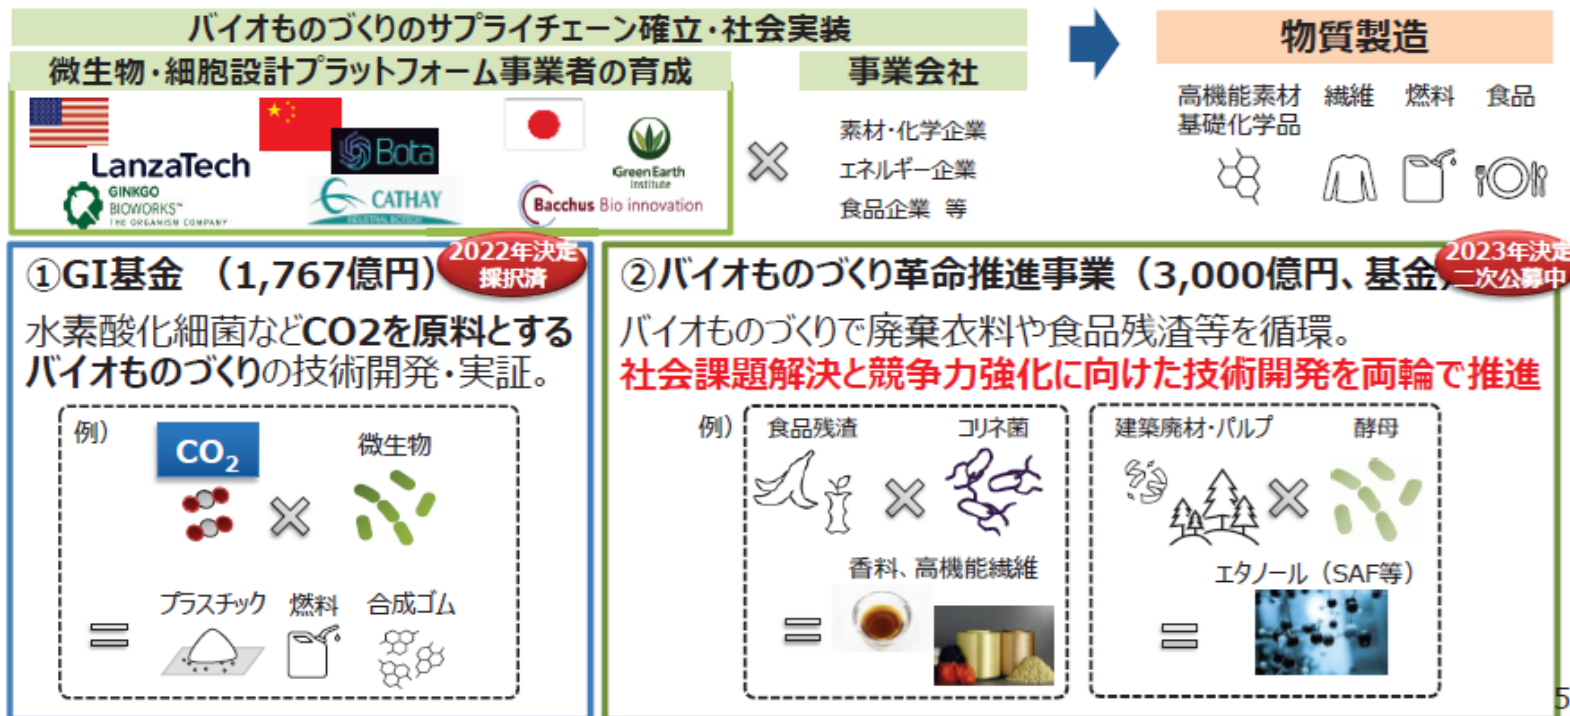 バイオものづくりのサプライチェーン確立・社会実装
物質製造
微生物・細胞設計プラットフォーム事業者の育成
事業会社
LanzaTech
GINKGO
BIOWORKS™
THE ORGANISM COMPANY
Bota
CATHAY
INDUSTRIAL BIOTECH
Green Earth
Institute
Bacchus Bio innovation
素材・化学企業
エネルギー企業
食品企業 等
高機能素材
基礎化学品
繊維
燃料
食品
①GI基金 (1,767億円)
2022年決定
採択済
水素酸化細菌などCO2を原料とする
バイオものづくりの技術開発・実証。
例)
CO2
微生物
プラスチック
燃料
合成ゴム
②バイオものづくり革命推進事業(3,000億円、基金)
2023年決定
二次公募中
バイオものづくりで廃棄衣料や食品残渣等を循環。
社会課題解決と競争力強化に向けた技術開発を両輪で推進
例)
食品残渣
コリネ菌
香料、高機能繊維
建築廃材・パルプ
酵母
エタノール(SAF等)
5